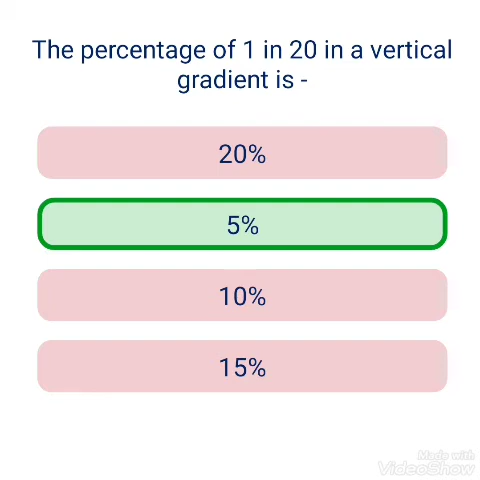 The percentage of 1 in 20 in a vertical
gradient is -
20%
5%
10%
15%
Made with
VideoShow